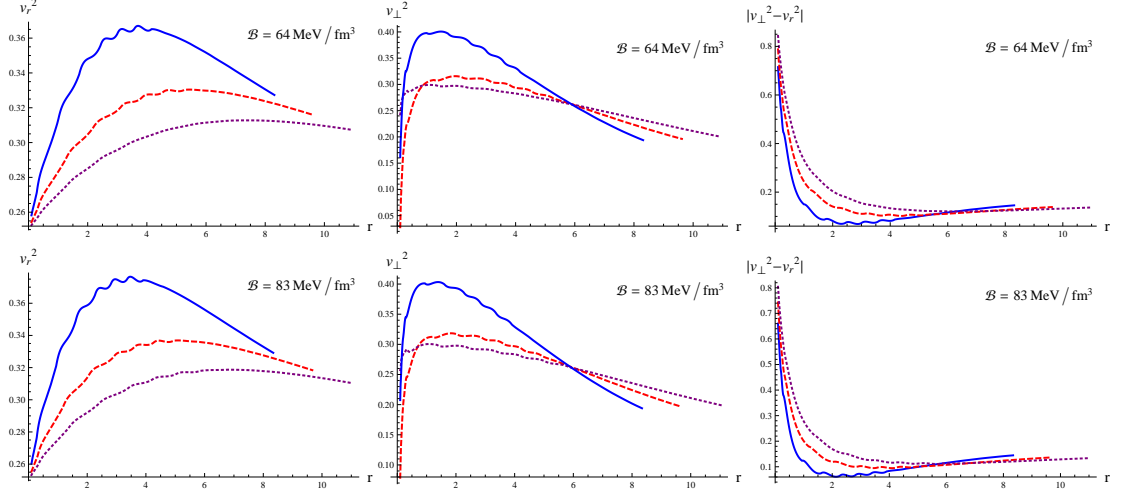 v_r^2
𝓑 = 64 MeV / fm^3
0.36
0.34
0.32
0.30
0.28
0.26
2 4 6 8 10 r
v_⊥^2
𝓑 = 64 MeV / fm^3
0.40
0.35
0.30
0.25
0.20
0.15
0.10
0.05
2 4 6 8 10 r
|v_⊥^2−v_r^2|
𝓑 = 64 MeV / fm^3
0.8
0.6
0.4
0.2
2 4 6 8 10 r
v_r^2
𝓑 = 83 MeV / fm^3
0.36
0.34
0.32
0.30
0.28
0.26
2 4 6 8 10 r
v_⊥^2
𝓑 = 83 MeV / fm^3
0.40
0.35
0.30
0.25
0.20
0.15
0.10
2 4 6 8 10 r
|v_⊥^2−v_r^2|
𝓑 = 83 MeV / fm^3
0.8
0.7
0.6
0.5
0.4
0.3
0.2
0.1
2 4 6 8 10 r